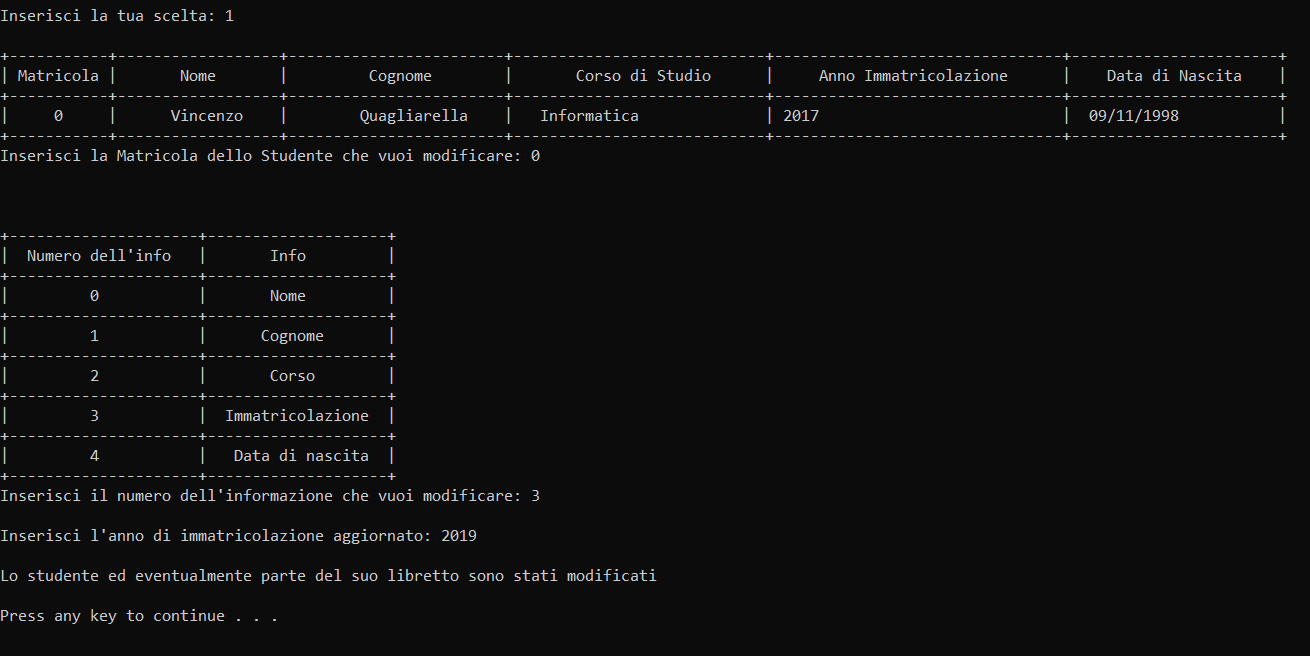 Inserisci la tua scelta: 1
+-----------+------------------+------------------------+----------------------------+--------------------------------+-----------------------+
| Matricola |       Nome       |         Cognome        |       Corso di Studio      |     Anno Immatricolazione      |    Data di Nascita    |
+-----------+------------------+------------------------+----------------------------+--------------------------------+-----------------------+
|     0     |      Vincenzo    |        Quagliarella    |   Informatica              | 2017                           |  09/11/1998           |
+-----------+------------------+------------------------+----------------------------+--------------------------------+-----------------------+
Inserisci la Matricola dello Studente che vuoi modificare: 0
+---------------------+--------------------+
|  Numero dell'info   |       Info         |
+---------------------+--------------------+
|         0           |       Nome         |
+---------------------+--------------------+
|         1           |      Cognome       |
+---------------------+--------------------+
|         2           |       Corso        |
+---------------------+--------------------+
|         3           |  Immatricolazione  |
+---------------------+--------------------+
|         4           |   Data di nascita  |
+---------------------+--------------------+
Inserisci il numero dell'informazione che vuoi modificare: 3
Inserisci l'anno di immatricolazione aggiornato: 2019
Lo studente ed eventualmente parte del suo libretto sono stati modificati
Press any key to continue . . .